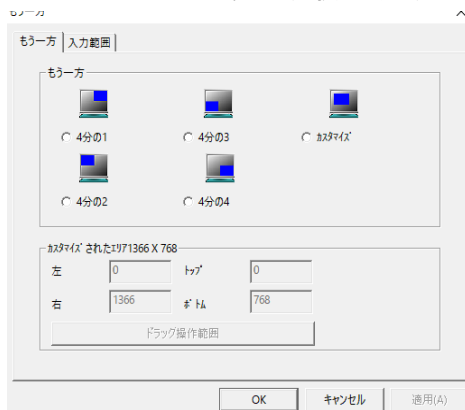 もう一方
もう一方 入力範囲
もう一方
4分の1 4分の3 ｶｽﾀﾏｲｽﾞ
4分の2 4分の4
ｶｽﾀﾏｲｽﾞされたｴﾘｱ1366 X 768
左 0 ﾄｯﾌﾟ 0
右 1366 ﾎﾞﾄﾑ 768
ドラッグ操作範囲
OK キャンセル 適用(A)